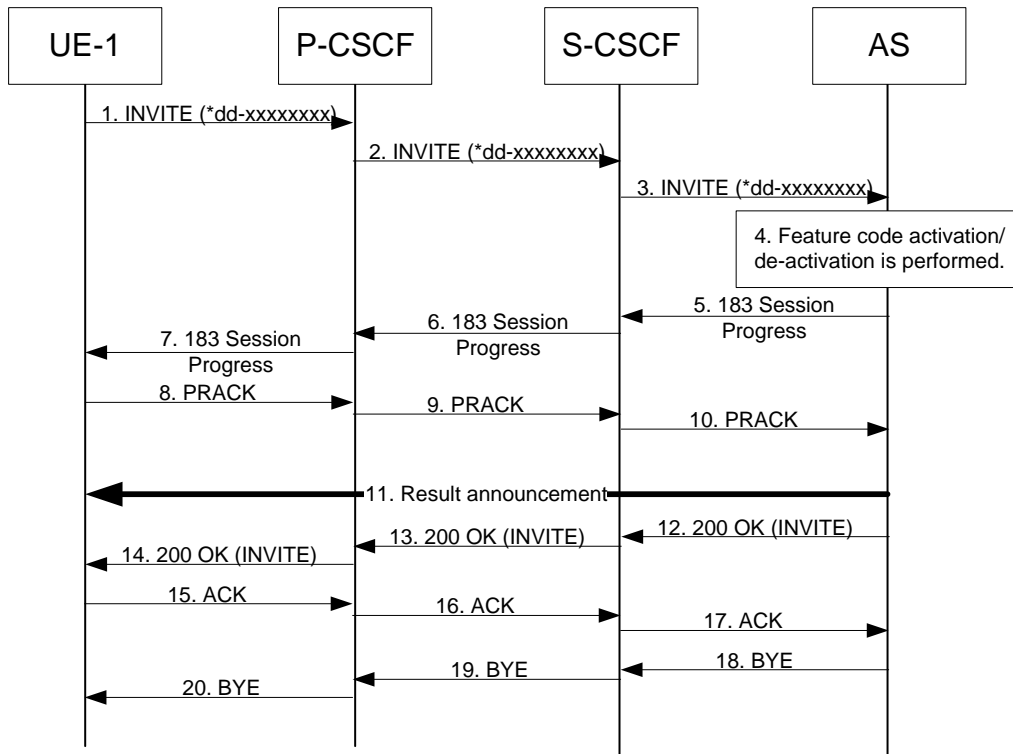 UE-1
P-CSCF
S-CSCF
AS
1. INVITE (*dd-xxxxxxxx)
2. INVITE (*dd-xxxxxxxx)
3. INVITE (*dd-xxxxxxxx)
4. Feature code activation/
de-activation is performed.
5. 183 Session
Progress
6. 183 Session
Progress
7. 183 Session
Progress
8. PRACK
9. PRACK
10. PRACK
11. Result announcement
12. 200 OK (INVITE)
13. 200 OK (INVITE)
14. 200 OK (INVITE)
15. ACK
16. ACK
17. ACK
18. BYE
19. BYE
20. BYE